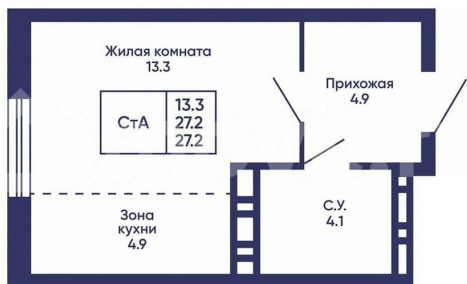 Жилая комната
13.3
Прихожая
4.9
СтА
13.3
27.2
27.2
Зона
кухни
4.9
С.У.
4.1